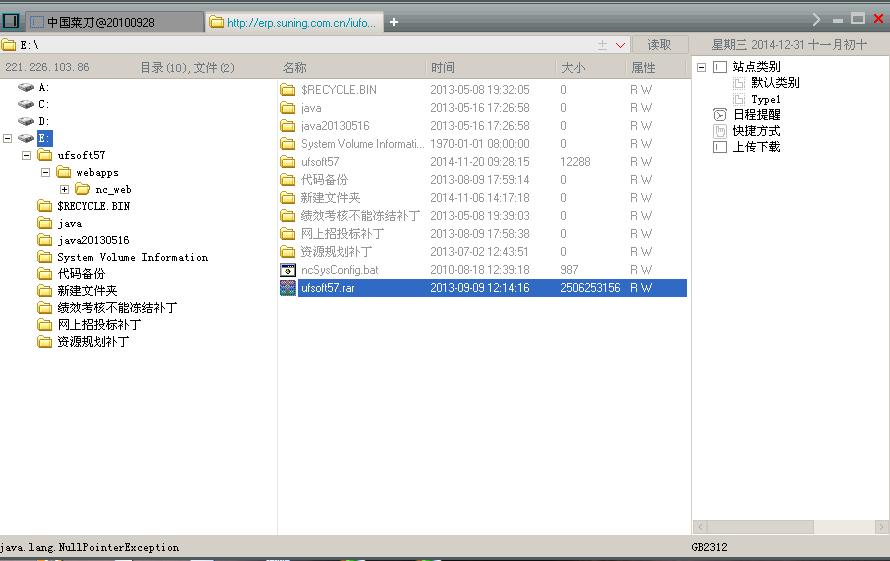 中国菜刀@20100928 http://erp.suning.com.cn/iufo... +
E:\ 读取 星期三 2014-12-31 十一月初十
221.226.103.86 目录(10),文件(2) 名称 时间 大小 属性
A:
C:
D:
E:
ufsoft57
webapps
nc_web
$RECYCLE.BIN
java
java20130516
System Volume Information
代码备份
新建文件夹
绩效考核不能冻结补丁
网上招投标补丁
资源规划补丁
$RECYCLE.BIN 2013-05-08 19:32:05 0 RW
java 2013-05-16 17:26:58 0 RW
java20130516 2013-05-16 17:26:58 0 RW
System Volume Informati... 1970-01-01 08:00:00 0 RW
ufsoft57 2014-11-20 09:28:15 12288 RW
代码备份 2013-08-09 17:59:14 0 RW
新建文件夹 2014-11-06 14:17:18 0 RW
绩效考核不能冻结补丁 2013-05-08 19:39:03 0 RW
网上招投标补丁 2013-08-09 17:58:38 0 RW
资源规划补丁 2013-07-02 12:43:51 0 RW
ncSysConfig.bat 2010-08-18 12:39:18 987 RW
ufsoft57.rar 2013-09-09 12:14:16 2506253156 RW
站点类别
默认类别
Type1
日程提醒
快捷方式
上传下载
java.lang.NullPointerException GB2312